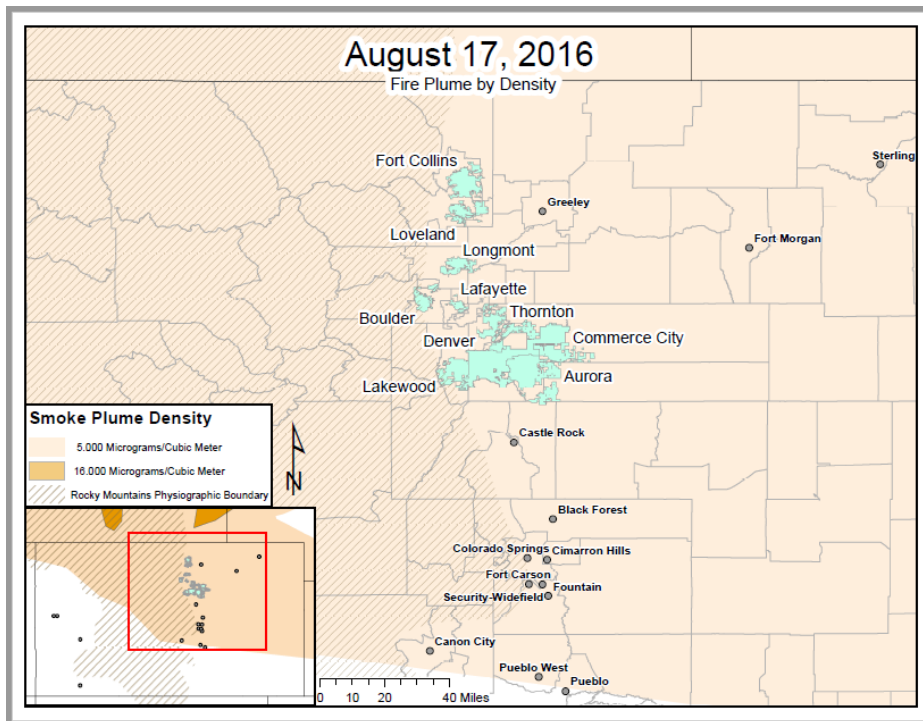 August 17, 2016
Fire Plume by Density
Sterling
Fort Collins
Greeley
Loveland
Fort Morgan
Longmont
Lafayette
Boulder
Thornton
Denver
Commerce City
Lakewood
Aurora
Smoke Plume Density
5.000 Micrograms/Cubic Meter
16.000 Micrograms/Cubic Meter
Rocky Mountains Physiographic Boundary
N
Castle Rock
Black Forest
Colorado Springs
Cimarron Hills
Fort Carson
Fountain
Security-Widefield
Canon City
Pueblo West
Pueblo
0 10 20 40 Miles